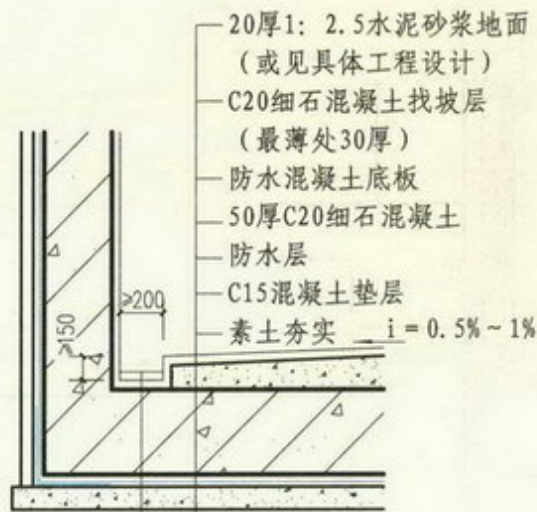 20厚1: 2.5水泥砂浆地面
(或见具体工程设计)
C20细石混凝土找坡层
(最薄处30厚)
防水混凝土底板
50厚C20细石混凝土
防水层
C15混凝土垫层
素土夯实 i=0.5%~1%
≥200
≥150